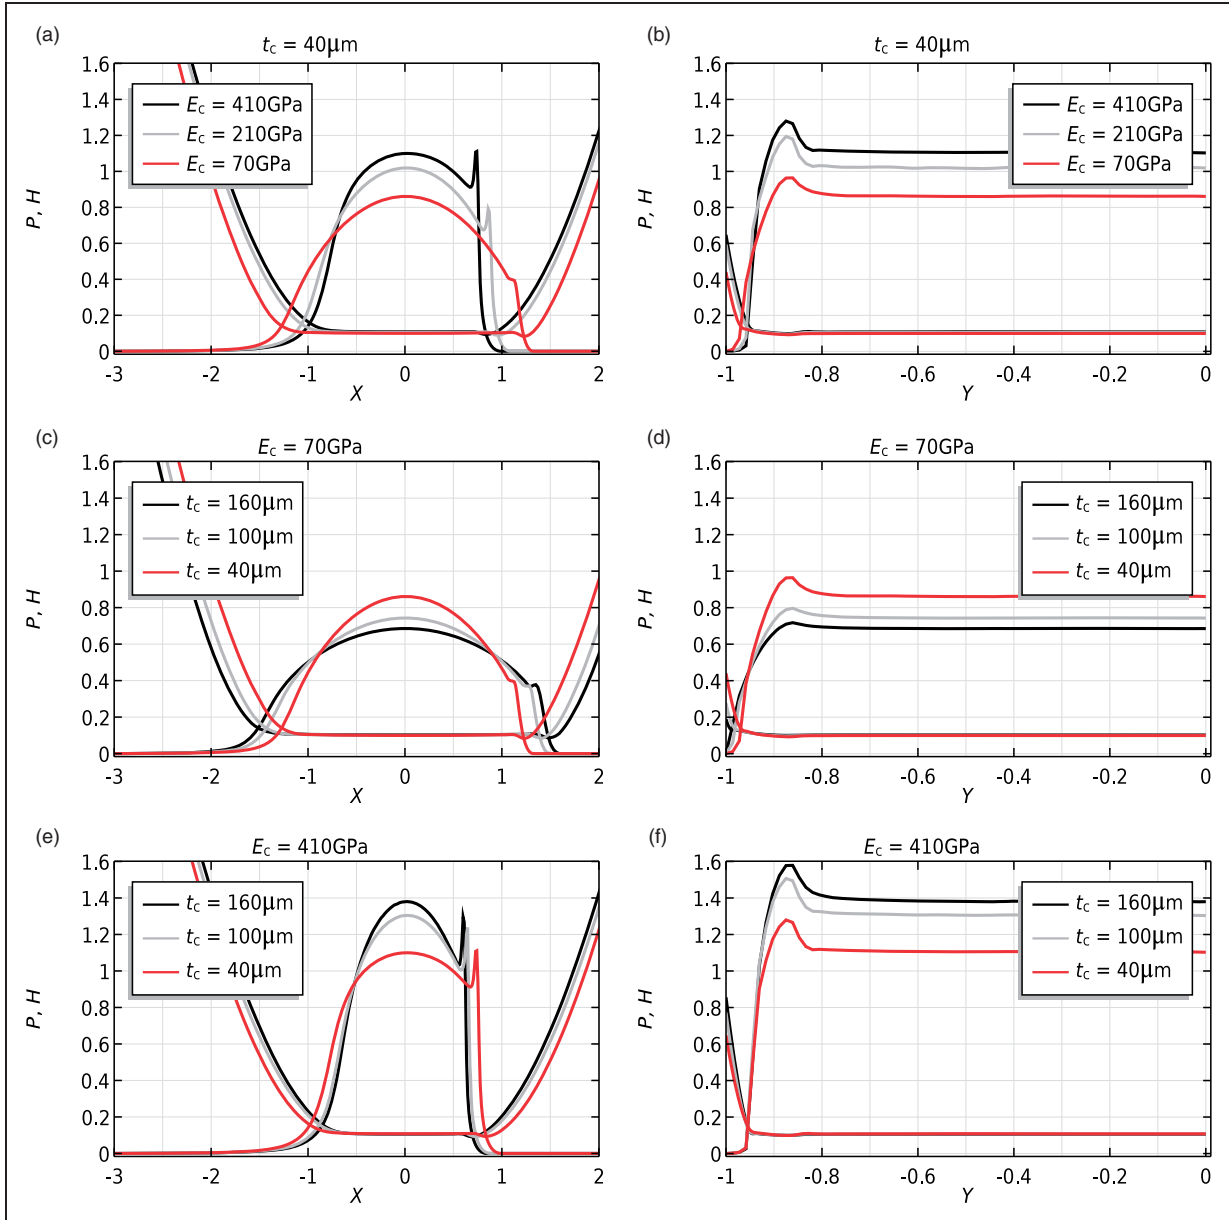 (a)
t_c = 40μm
1.6
1.4
1.2
1
0.8
0.6
0.4
0.2
0
P, H
E_c = 410GPa
E_c = 210GPa
E_c = 70GPa
-3 -2 -1 0 1 2
X
(b)
t_c = 40μm
1.6
1.4
1.2
1
0.8
0.6
0.4
0.2
0
P, H
E_c = 410GPa
E_c = 210GPa
E_c = 70GPa
-1 -0.8 -0.6 -0.4 -0.2 0
Y
(c)
E_c = 70GPa
1.6
1.4
1.2
1
0.8
0.6
0.4
0.2
0
P, H
t_c = 160μm
t_c = 100μm
t_c = 40μm
-3 -2 -1 0 1 2
X
(d)
E_c = 70GPa
1.6
1.4
1.2
1
0.8
0.6
0.4
0.2
0
P, H
t_c = 160μm
t_c = 100μm
t_c = 40μm
-1 -0.8 -0.6 -0.4 -0.2 0
Y
(e)
E_c = 410GPa
1.6
1.4
1.2
1
0.8
0.6
0.4
0.2
0
P, H
t_c = 160μm
t_c = 100μm
t_c = 40μm
-3 -2 -1 0 1 2
X
(f)
E_c = 410GPa
1.6
1.4
1.2
1
0.8
0.6
0.4
0.2
0
P, H
t_c = 160μm
t_c = 100μm
t_c = 40μm
-1 -0.8 -0.6 -0.4 -0.2 0
Y